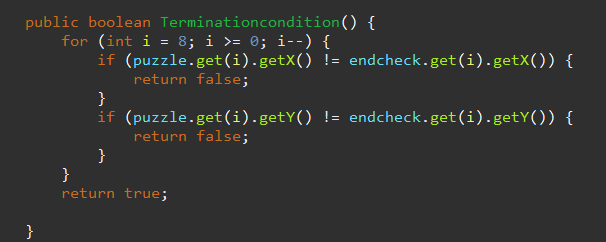 public boolean Terminationcondition() {
for (int i = 8; i >= 0; i--) {
if (puzzle.get(i).getX() != endcheck.get(i).getX()) {
return false;
}
if (puzzle.get(i).getY() != endcheck.get(i).getY()) {
return false;
}
}
return true;
}